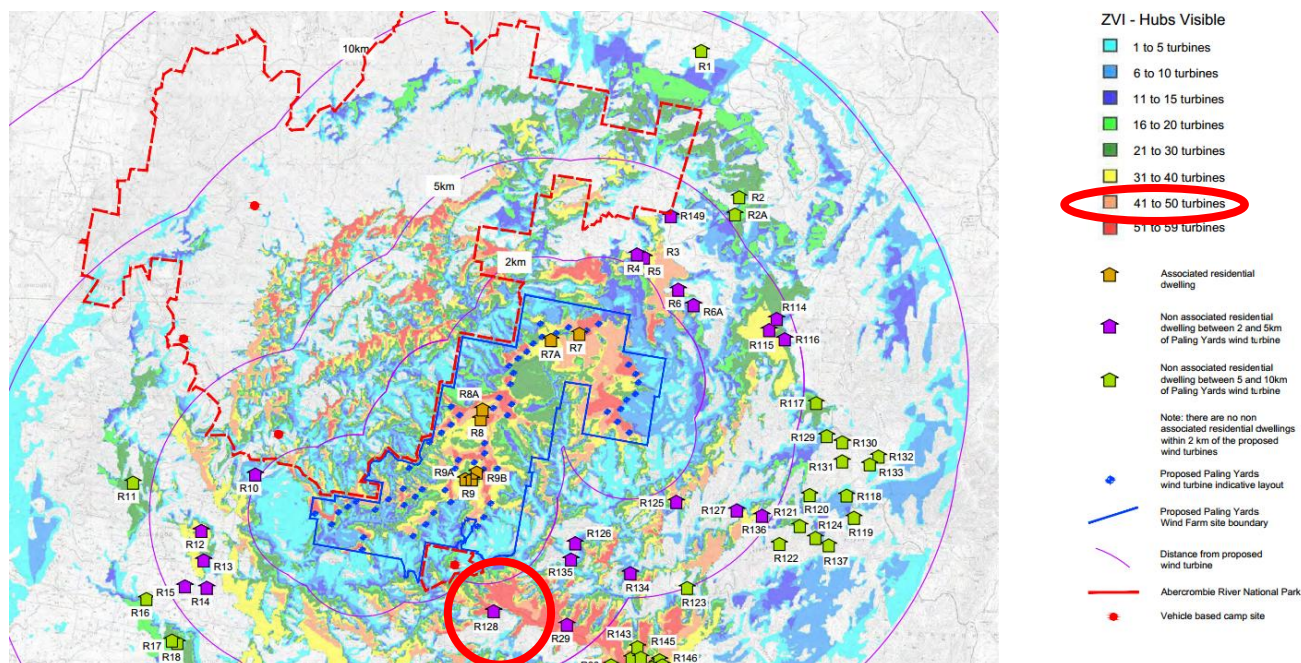 10km
R1
R2
R2A
5km
R149
R3
R4
R5
2km
R6
R6A
R114
R115
R116
R7A
R7
R8A
R8
R117
R129
R130
R132
R131
R133
R9A
R9B
R9
R10
R11
R125
R127
R121
R136
R120
R118
R119
R124
R122
R137
R12
R126
R13
R135
R134
R15
R14
R16
R123
R128
R29
R143
R145
R17
R18
R146
ZVI - Hubs Visible
1 to 5 turbines
6 to 10 turbines
11 to 15 turbines
16 to 20 turbines
21 to 30 turbines
31 to 40 turbines
41 to 50 turbines
51 to 59 turbines
Associated residential
dwelling
Non associated residential
dwelling between 2 and 5km
of Paling Yards wind turbine
Non associated residential
dwelling between 5 and 10km
of Paling Yards wind turbine
Note: there are no non
associated residential dwellings
within 2 km of the proposed
wind turbines
Proposed Paling Yards
wind turbine indicative layout
Proposed Paling Yards
Wind Farm site boundary
Distance from proposed
wind turbine
Abercrombie River National Park
Vehicle based camp site